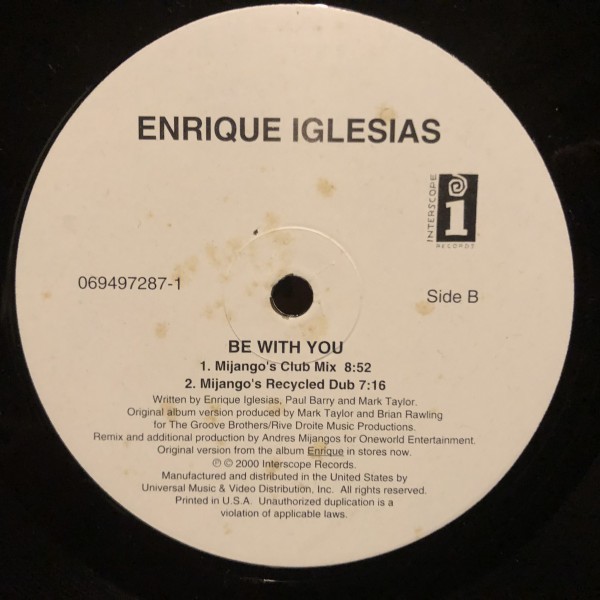 ENRIQUE IGLESIAS
INTERSCOPE
i
RECORDS
069497287-1
Side B
BE WITH YOU
1. Mijango's Club Mix 8:52
2. Mijango's Recycled Dub 7:16
Written by Enrique Iglesias, Paul Barry and Mark Taylor.
Original album version produced by Mark Taylor and Brian Rawling
for The Groove Brothers/Rive Droite Music Productions.
Remix and additional production by Andres Mijangos for Oneworld Entertainment.
Original version from the album Enrique in stores now.
℗ © 2000 Interscope Records.
Manufactured and distributed in the United States by
Universal Music & Video Distribution, Inc. All rights reserved.
Printed in U.S.A. Unauthorized duplication is a
violation of applicable laws.